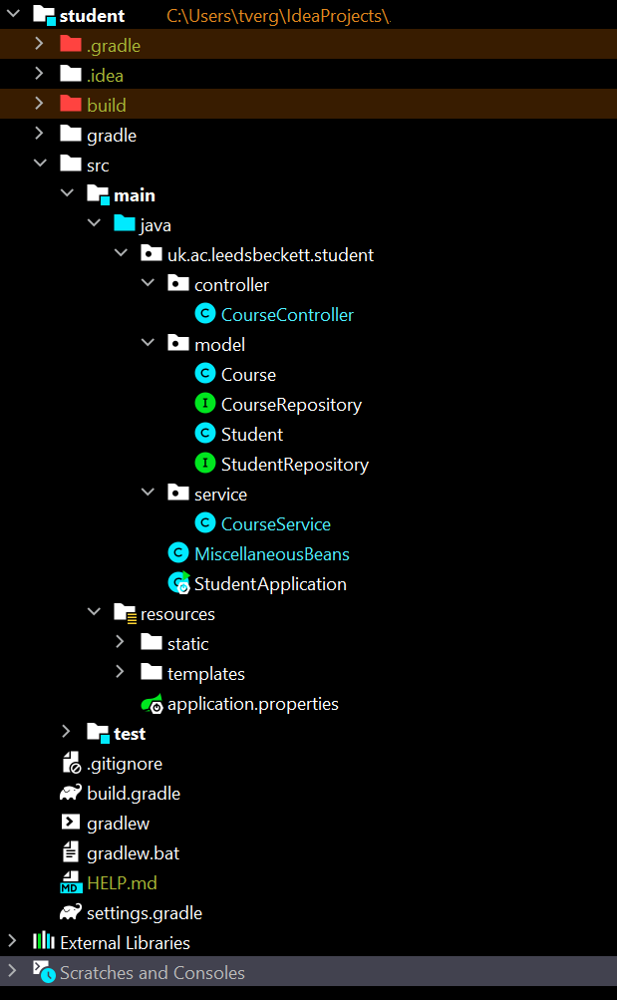 student C:\Users\tverg\IdeaProjects\.
.gradle
.idea
build
gradle
src
main
java
uk.ac.leedsbeckett.student
controller
C CourseController
model
C Course
I CourseRepository
C Student
I StudentRepository
service
C CourseService
C MiscellaneousBeans
C StudentApplication
resources
static
templates
application.properties
test
.gitignore
build.gradle
gradlew
gradlew.bat
MD HELP.md
settings.gradle
External Libraries
Scratches and Consoles